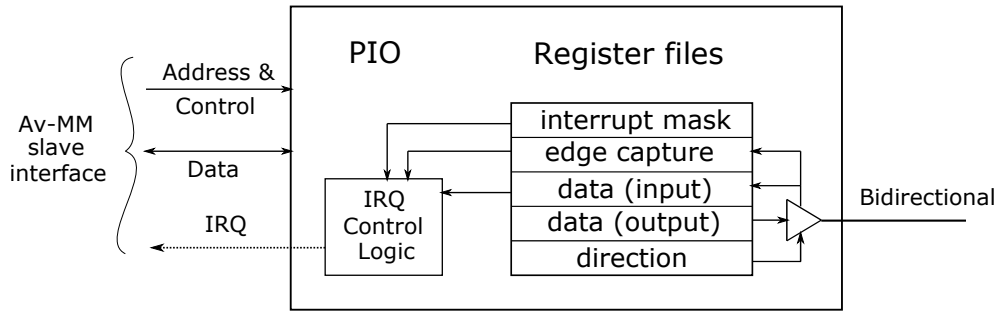 PIO
Register files
Address &
Control
Av-MM
slave
interface
Data
IRQ
IRQ
Control
Logic
interrupt mask
edge capture
data (input)
data (output)
direction
Bidirectional